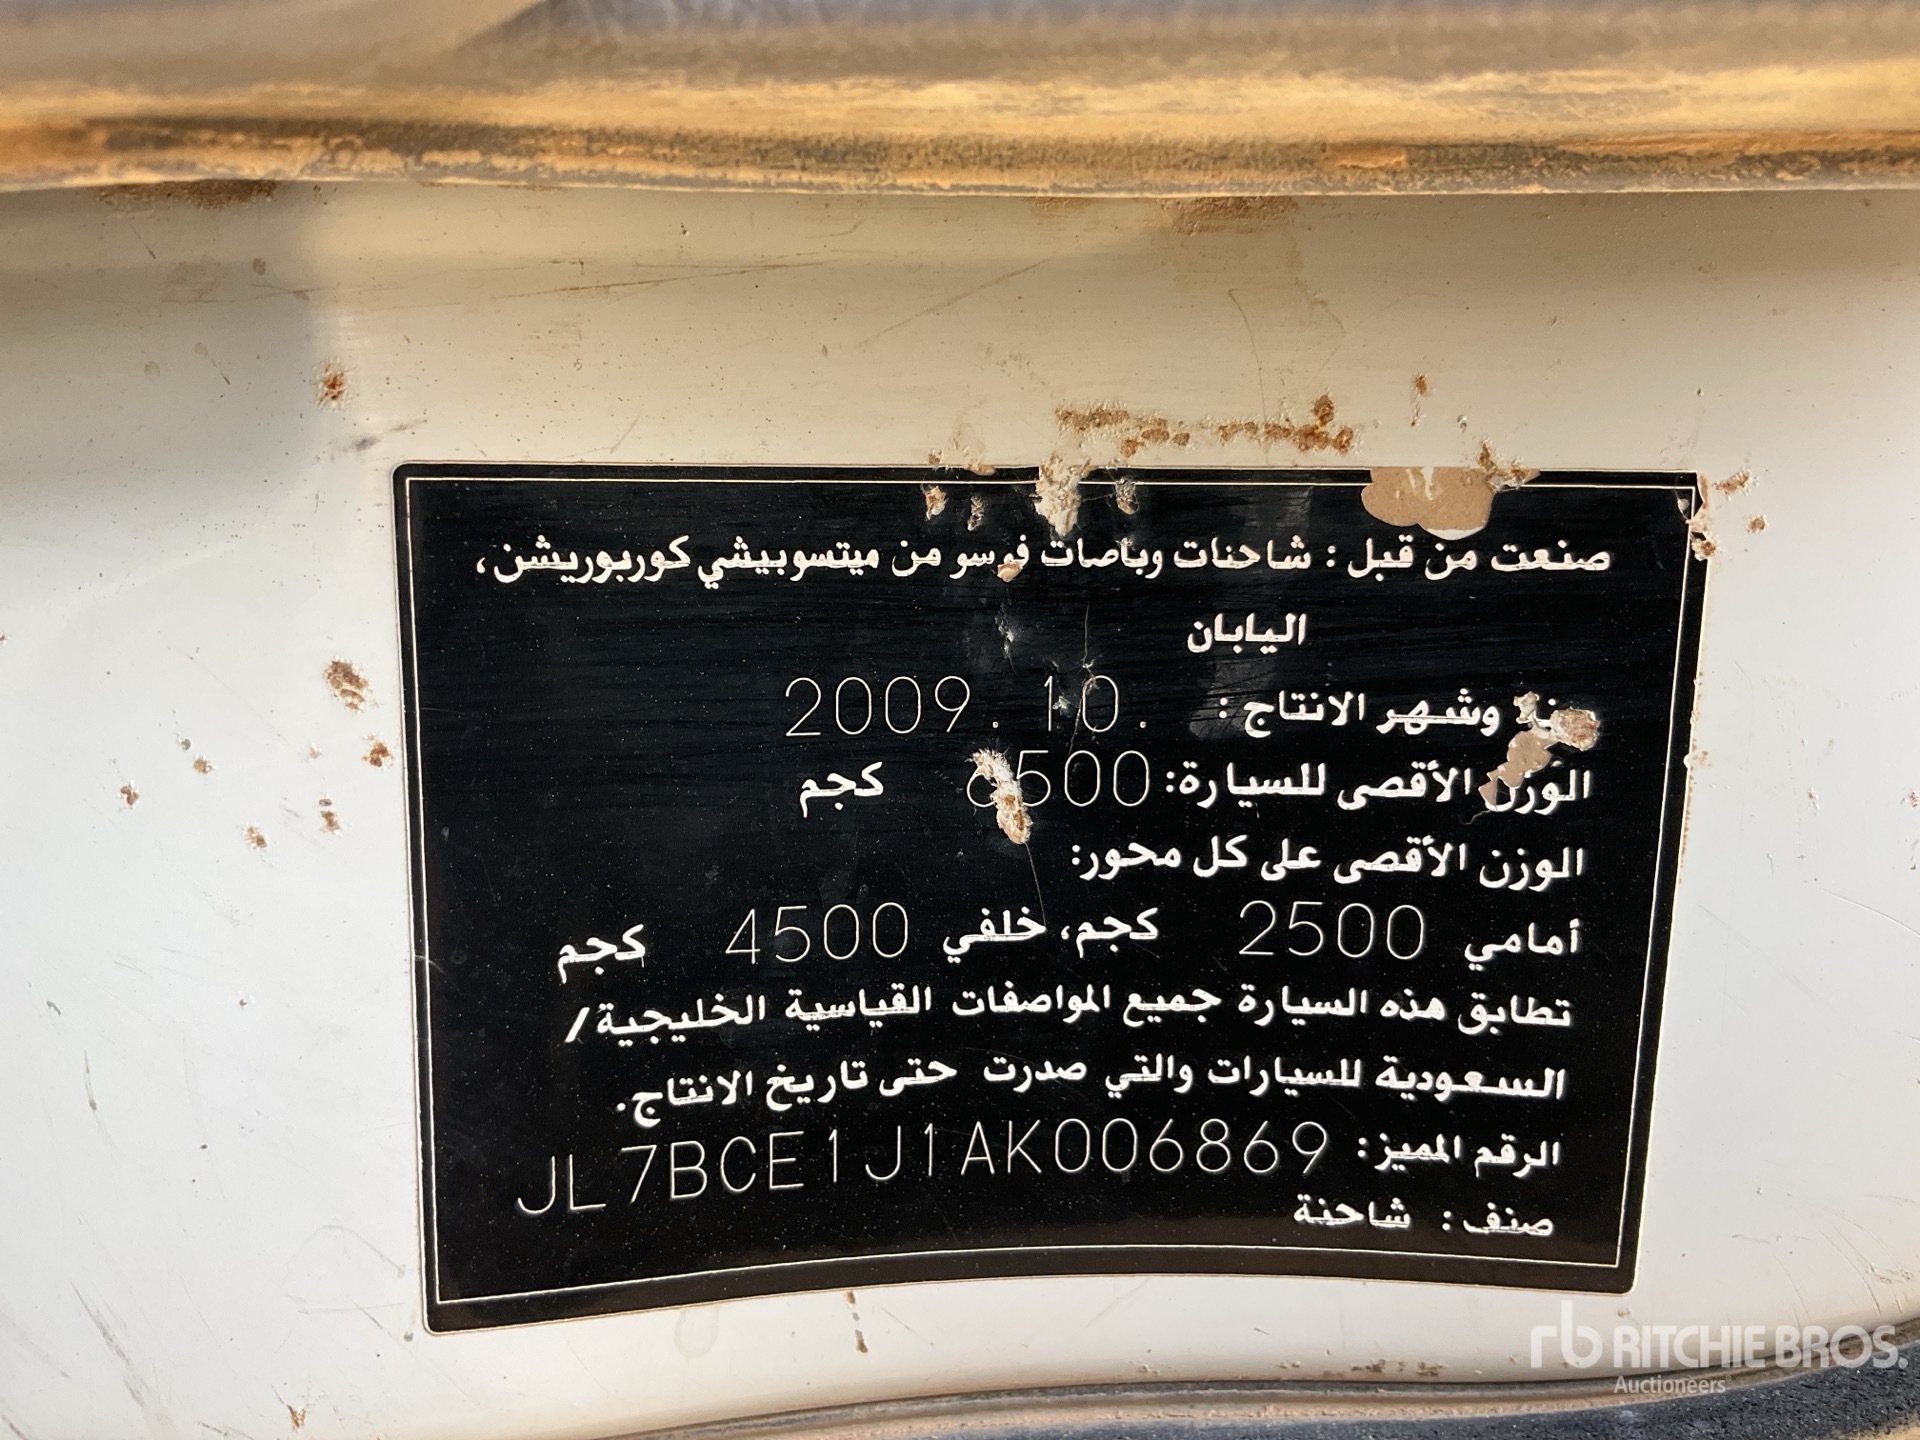 صنعت من قبل : شاحنات وباصات فوسو من ميتسوبيشي كوربوريشن،
اليابان
وشهر الانتاج : 2009. 10.
الوزن الأقصى للسيارة: 6500 كجم
الوزن الأقصى على كل محور:
أمامي 2500 كجم، خلفي 4500 كجم
تطابق هذه السيارة جميع المواصفات القياسية الخليجية/
السعودية للسيارات والتي صدرت حتى تاريخ الانتاج.
الرقم المميز: JL7BCE1J1AK006869
صنف : شاحنة
rb RITCHIE BROS.
Auctioneers